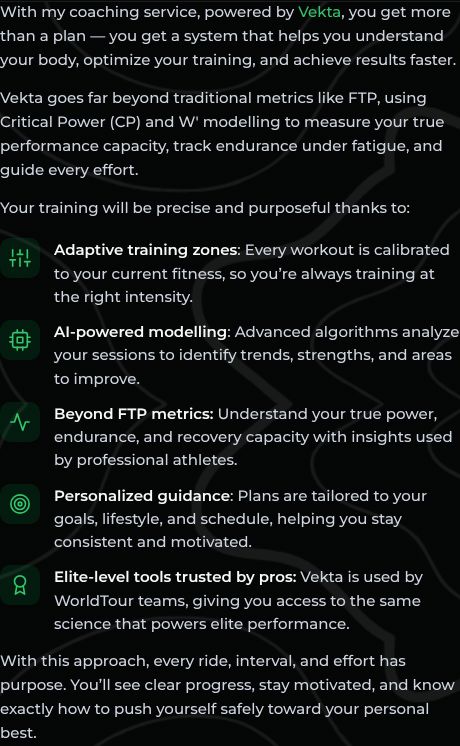 With my coaching service, powered by Vekta, you get more
than a plan — you get a system that helps you understand
your body, optimize your training, and achieve results faster.
Vekta goes far beyond traditional metrics like FTP, using
Critical Power (CP) and W' modelling to measure your true
performance capacity, track endurance under fatigue, and
guide every effort.
Your training will be precise and purposeful thanks to:
Adaptive training zones: Every workout is calibrated
to your current fitness, so you’re always training at
the right intensity.
AI-powered modelling: Advanced algorithms analyze
your sessions to identify trends, strengths, and areas
to improve.
Beyond FTP metrics: Understand your true power,
endurance, and recovery capacity with insights used
by professional athletes.
Personalized guidance: Plans are tailored to your
goals, lifestyle, and schedule, helping you stay
consistent and motivated.
Elite-level tools trusted by pros: Vekta is used by
WorldTour teams, giving you access to the same
science that powers elite performance.
With this approach, every ride, interval, and effort has
purpose. You’ll see clear progress, stay motivated, and know
exactly how to push yourself safely toward your personal
best.